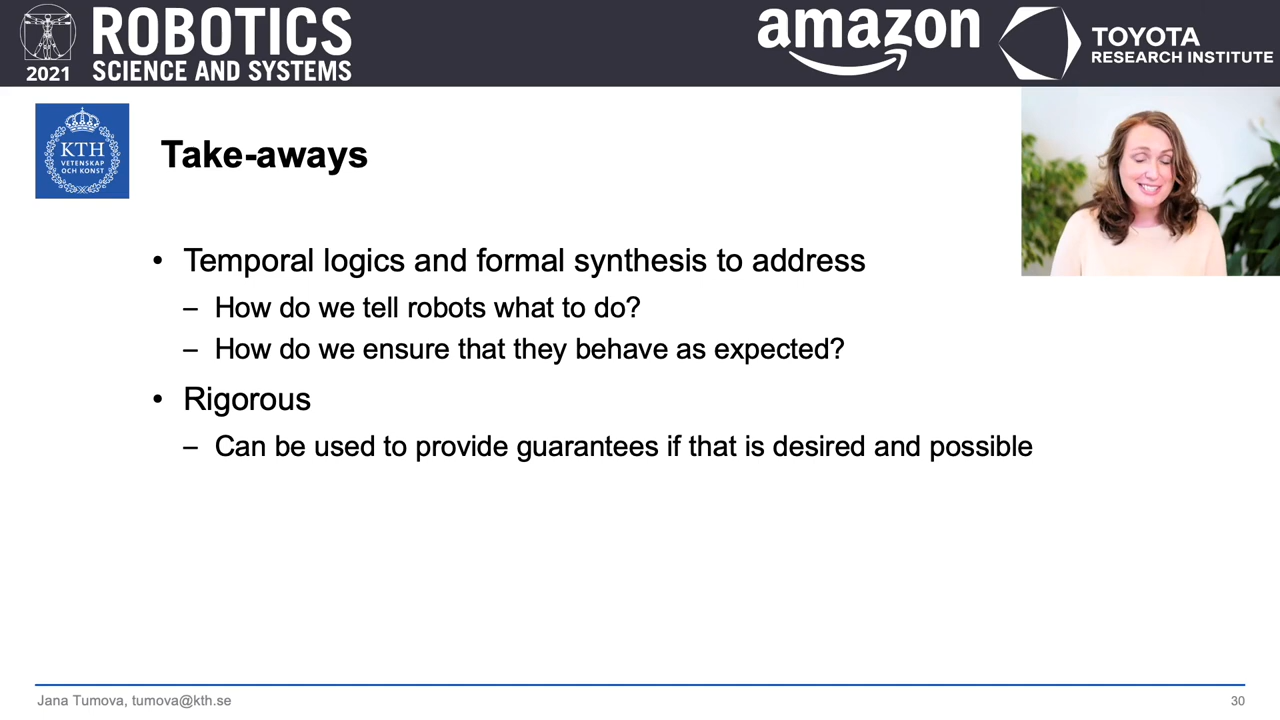 2021
ROBOTICS
SCIENCE AND SYSTEMS
amazon
TOYOTA
RESEARCH INSTITUTE
KTH
VETENSKAP
OCH KONST
Take-aways
• Temporal logics and formal synthesis to address
– How do we tell robots what to do?
– How do we ensure that they behave as expected?
• Rigorous
– Can be used to provide guarantees if that is desired and possible
Jana Tumova, tumova@kth.se
30